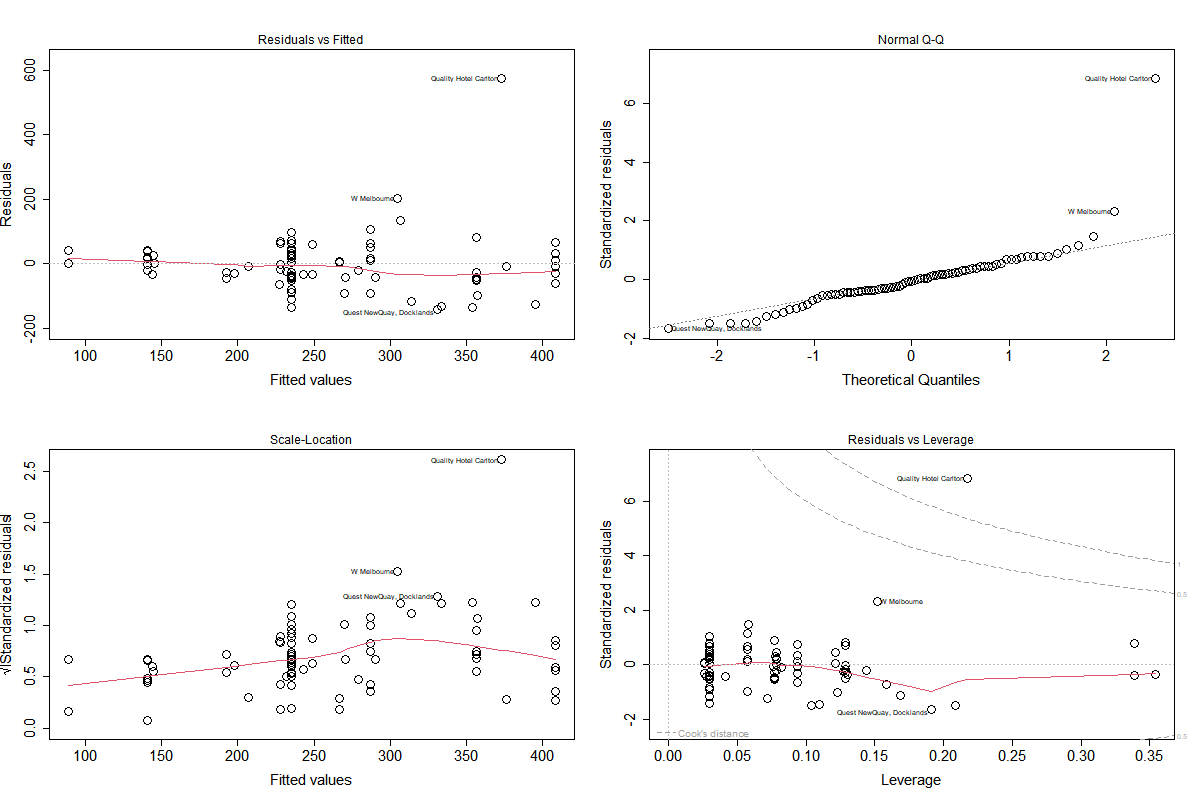 Residuals vs Fitted
Residuals
600
400
200
0
-200
Quality Hotel Carlton
W Melbourne
Quest NewQuay, Docklands
100 150 200 250 300 350 400
Fitted values
Normal Q-Q
Standardized residuals
6
4
2
0
-2
Quality Hotel Carlton
W Melbourne
Quest NewQuay, Docklands
-2 -1 0 1 2
Theoretical Quantiles
Scale-Location
√|Standardized residuals|
2.5
2.0
1.5
1.0
0.5
0.0
Quality Hotel Carlton
W Melbourne
Quest NewQuay, Docklands
100 150 200 250 300 350 400
Fitted values
Residuals vs Leverage
Standardized residuals
6
4
2
0
-2
Quality Hotel Carlton
1
0.5
W Melbourne
Quest NewQuay, Docklands
Cook's distance
0.5
0.00 0.05 0.10 0.15 0.20 0.25 0.30 0.35
Leverage